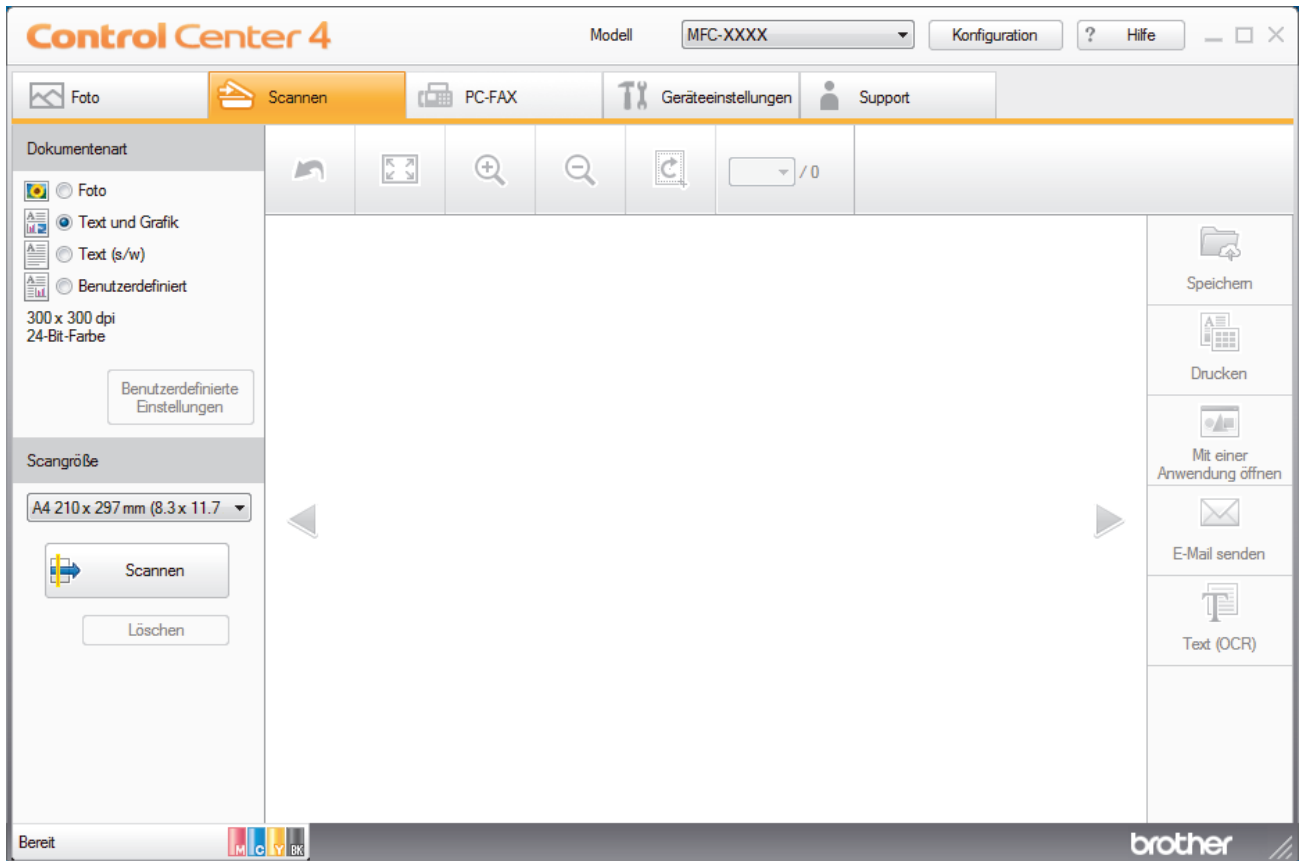 Control Center 4
Modell
MFC-XXXX
Konfiguration
? Hilfe
Foto
Scannen
PC-FAX
Geräteeinstellungen
Support
Dokumentenart
Foto
Text und Grafik
Text (s/w)
Benutzerdefiniert
300 x 300 dpi
24-Bit-Farbe
Benutzerdefinierte
Einstellungen
Scangröße
A4 210 x 297 mm (8.3 x 11.7
Scannen
Löschen
/ 0
Speichern
Drucken
Mit einer
Anwendung öffnen
E-Mail senden
Text (OCR)
Bereit
M C Y BK
brother